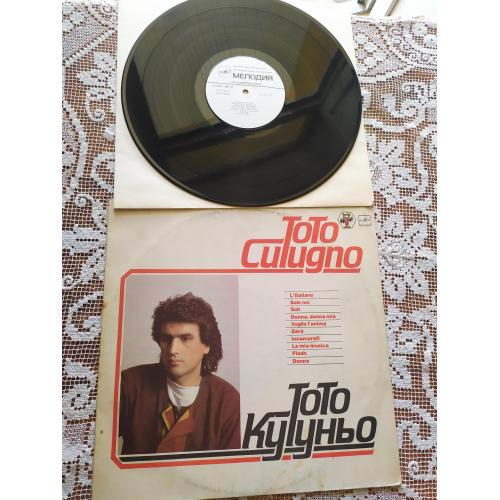 МЕЛОДИЯ
ToTo
Cutugno
L'italiano
Solo noi
Soli
Donna, donna mia
Voglio l'anima
Sarà
Innamorati
La mia musica
Flash
Donna
ToTo
Кутуньо